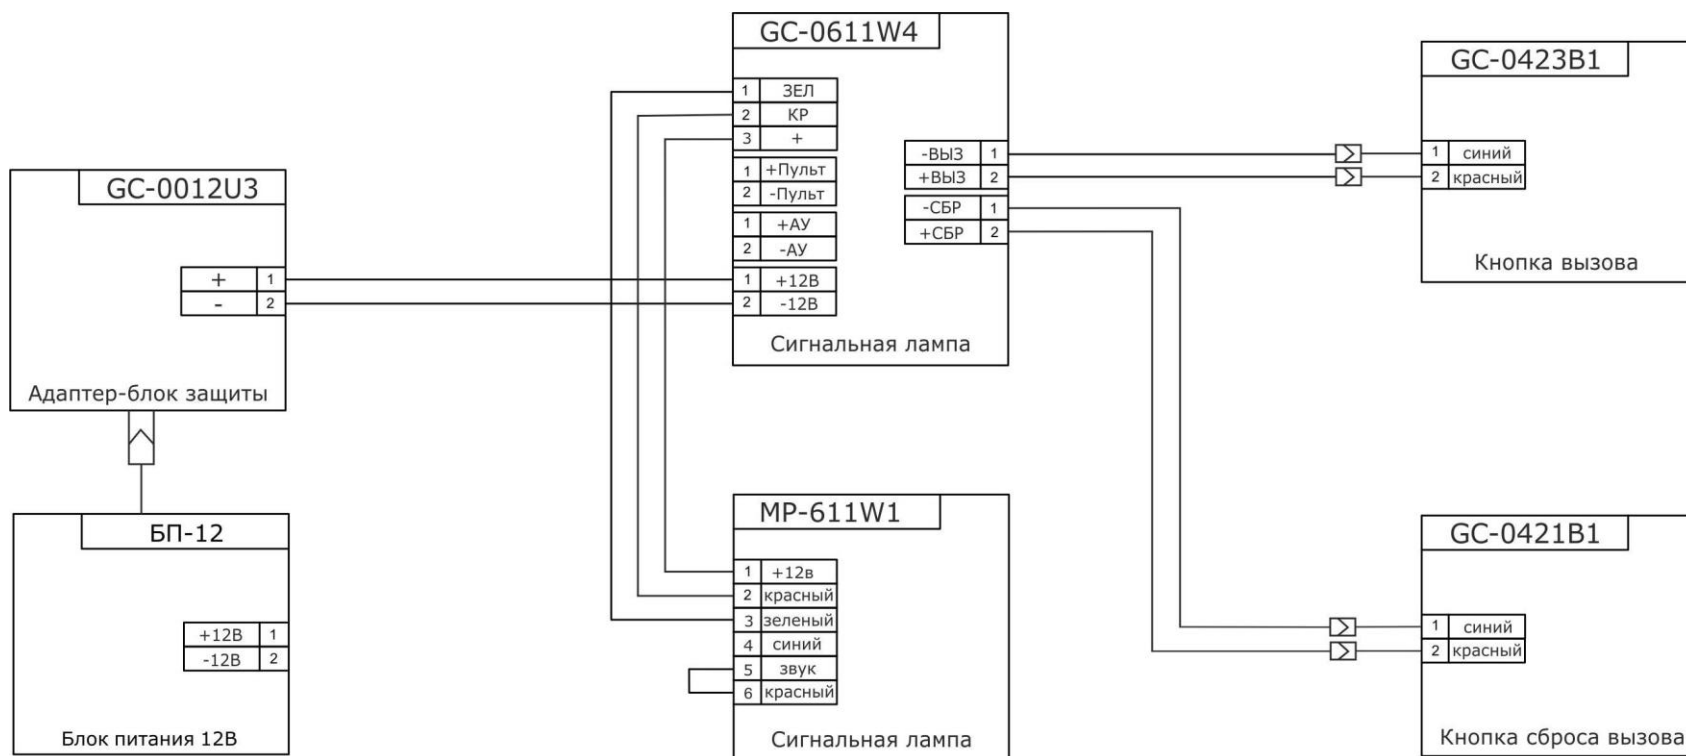 GC-0012U3
+ 1
- 2
Адаптер-блок защиты
БП-12
+12В 1
-12В 2
Блок питания 12В
GC-0611W4
1 ЗЕЛ
2 КР
3 +
1 +Пульт
2 -Пульт
1 +АУ
2 -АУ
1 +12В
2 -12В
-ВЫЗ 1
+ВЫЗ 2
-СБР 1
+СБР 2
Сигнальная лампа
MP-611W1
1 +12в
2 красный
3 зеленый
4 синий
5 звук
6 красный
Сигнальная лампа
GC-0423B1
1 синий
2 красный
Кнопка вызова
GC-0421B1
1 синий
2 красный
Кнопка сброса вызова